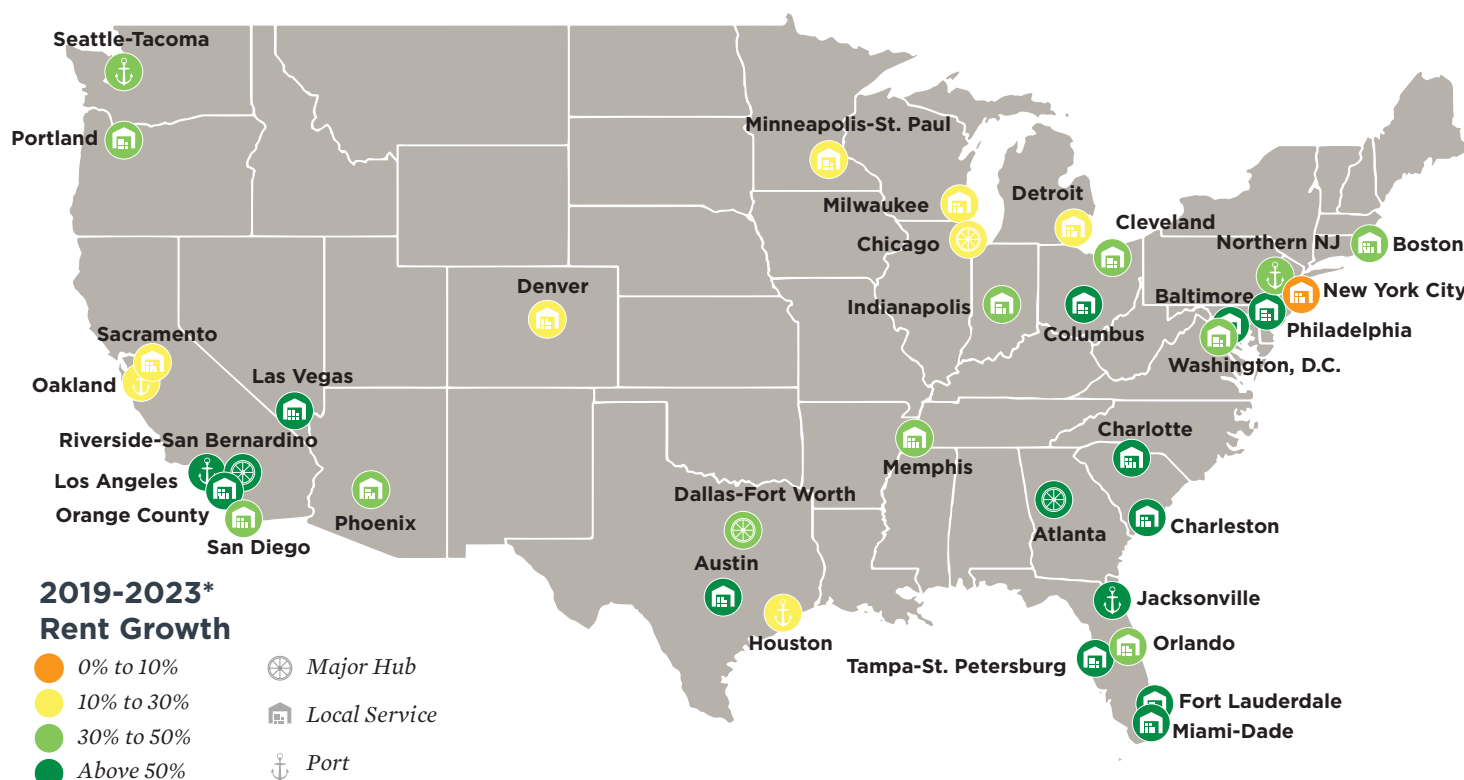 Seattle-Tacoma
Portland
Minneapolis-St. Paul
Milwaukee
Detroit
Chicago
Cleveland
Northern NJ
Boston
Denver
Indianapolis
Columbus
Baltimore
New York City
Philadelphia
Washington, D.C.
Sacramento
Oakland
Las Vegas
Riverside-San Bernardino
Los Angeles
Orange County
San Diego
Phoenix
Memphis
Charlotte
Dallas-Fort Worth
Atlanta
Charleston
Austin
Houston
Jacksonville
Orlando
Tampa-St. Petersburg
Fort Lauderdale
Miami-Dade
2019-2023*
Rent Growth
0% to 10%
10% to 30%
30% to 50%
Above 50%
Major Hub
Local Service
Port